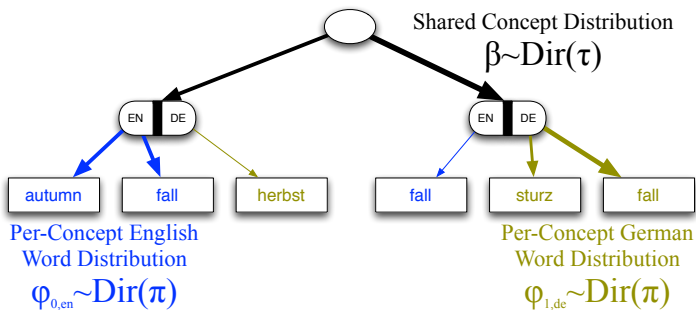 Shared Concept Distribution
β~Dir(τ)
EN DE
EN DE
autumn
fall
herbst
fall
sturz
fall
Per-Concept English
Word Distribution
φ0,en~Dir(π)
Per-Concept German
Word Distribution
φ1,de~Dir(π)